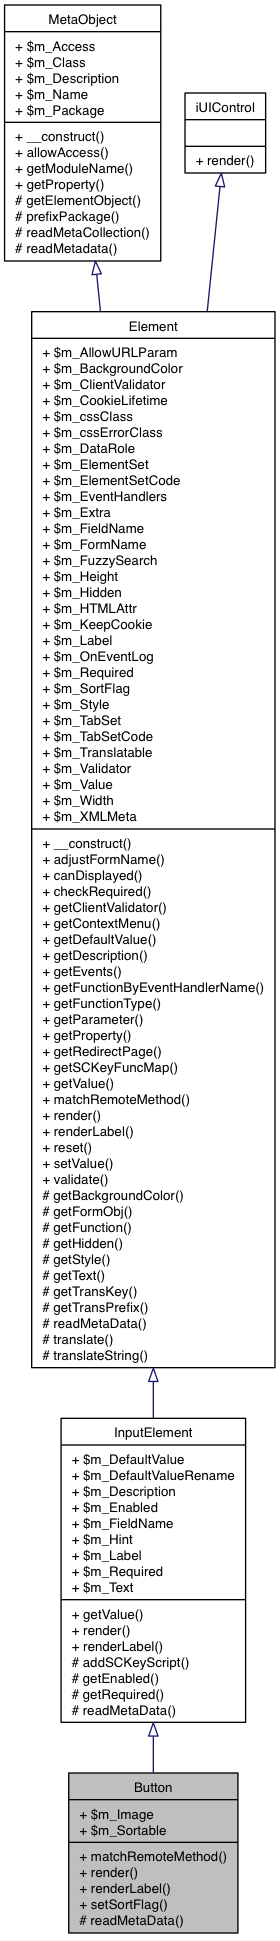 MetaObject
+ $m_Access
+ $m_Class
+ $m_Description
+ $m_Name
+ $m_Package
+ __construct()
+ allowAccess()
+ getModuleName()
+ getProperty()
# getElementObject()
# prefixPackage()
# readMetaCollection()
# readMetadata()
iUIControl
+ render()
Element
+ $m_AllowURLParam
+ $m_BackgroundColor
+ $m_ClientValidator
+ $m_CookieLifetime
+ $m_cssClass
+ $m_cssErrorClass
+ $m_DataRole
+ $m_ElementSet
+ $m_ElementSetCode
+ $m_EventHandlers
+ $m_Extra
+ $m_FieldName
+ $m_FormName
+ $m_FuzzySearch
+ $m_Height
+ $m_Hidden
+ $m_HTMLAttr
+ $m_KeepCookie
+ $m_Label
+ $m_OnEventLog
+ $m_Required
+ $m_SortFlag
+ $m_Style
+ $m_TabSet
+ $m_TabSetCode
+ $m_Translatable
+ $m_Validator
+ $m_Value
+ $m_Width
+ $m_XMLMeta
+ __construct()
+ adjustFormName()
+ canDisplayed()
+ checkRequired()
+ getClientValidator()
+ getContextMenu()
+ getDefaultValue()
+ getDescription()
+ getEvents()
+ getFunctionByEventHandlerName()
+ getFunctionType()
+ getParameter()
+ getProperty()
+ getRedirectPage()
+ getSCKeyFuncMap()
+ getValue()
+ matchRemoteMethod()
+ render()
+ renderLabel()
+ reset()
+ setValue()
+ validate()
# getBackgroundColor()
# getFormObj()
# getFunction()
# getHidden()
# getStyle()
# getText()
# getTransKey()
# getTransPrefix()
# readMetaData()
# translate()
# translateString()
InputElement
+ $m_DefaultValue
+ $m_DefaultValueRename
+ $m_Description
+ $m_Enabled
+ $m_FieldName
+ $m_Hint
+ $m_Label
+ $m_Required
+ $m_Text
+ getValue()
+ render()
+ renderLabel()
# addSCKeyScript()
# getEnabled()
# getRequired()
# readMetaData()
Button
+ $m_Image
+ $m_Sortable
+ matchRemoteMethod()
+ render()
+ renderLabel()
+ setSortFlag()
# readMetaData()